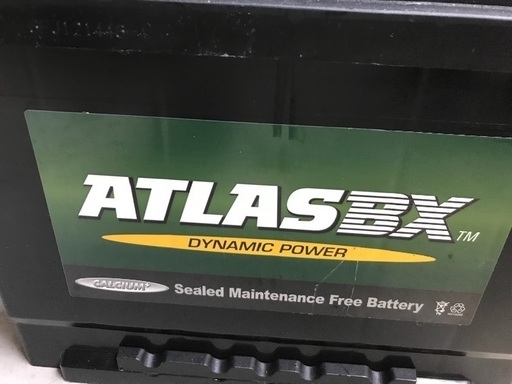 ATLASBX™
DYNAMIC POWER
CALCIUM+
Sealed Maintenance Free Battery